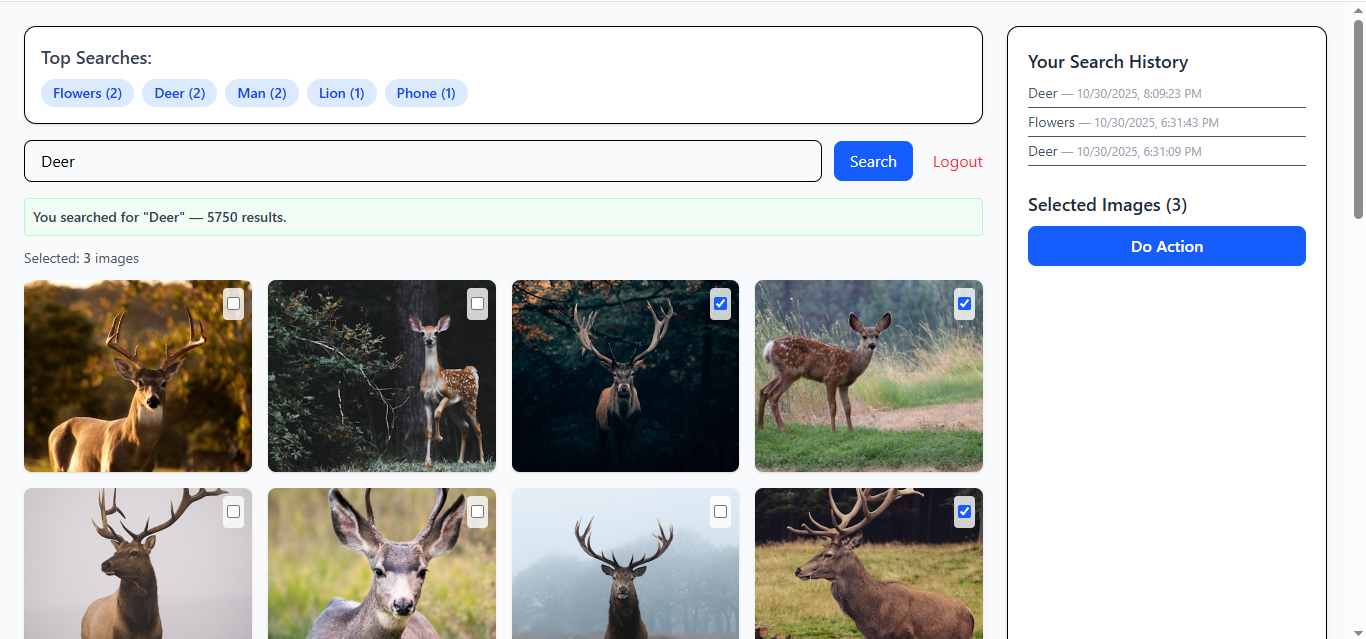 Top Searches:
Flowers (2) Deer (2) Man (2) Lion (1) Phone (1)
Deer
Search
Logout
You searched for "Deer" — 5750 results.
Selected: 3 images
Your Search History
Deer — 10/30/2025, 8:09:23 PM
Flowers — 10/30/2025, 6:31:43 PM
Deer — 10/30/2025, 6:31:09 PM
Selected Images (3)
Do Action